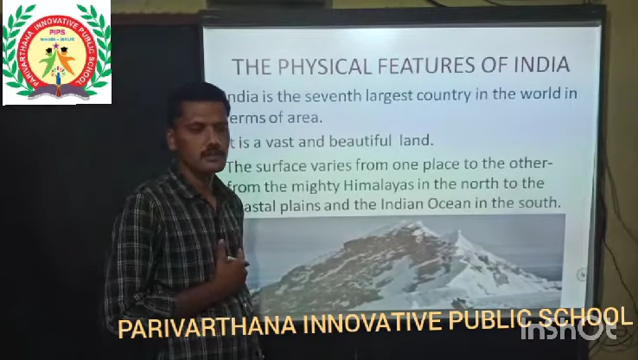 PARIVARTHANA INNOVATIVE PUBLIC SCHOOL
PIPS
THE PHYSICAL FEATURES OF INDIA
ndia is the seventh largest country in the world in
erms of area.
t is a vast and beautiful land.
The surface varies from one place to the other-
from the mighty Himalayas in the north to the
oastal plains and the Indian Ocean in the south.
PARIVARTHANA INNOVATIVE PUBLIC SCHOOL
InShOt